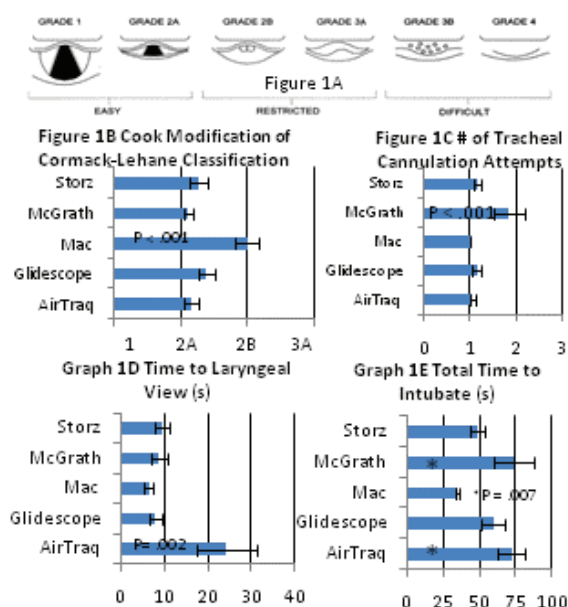 GRADE 1 GRADE 2A GRADE 2B GRADE 3A GRADE 3B GRADE 4
Figure 1A
EASY RESTRICTED DIFFICULT
Figure 1B Cook Modification of
Cormack-Lehane Classification
Storz
McGrath
P < .001
Mac
Glidescope
AirTraq
1 2A 2B 3A
Figure 1C # of Tracheal
Cannulation Attempts
Storz
McGrath P < .001
Mac
Glidescope
AirTraq
0 1 2 3
Graph 1D Time to Laryngeal
View (s)
Storz
McGrath
Mac
Glidescope
AirTraq P= .002
0 10 20 30 40
Graph 1E Total Time to
Intubate (s)
Storz
McGrath *
Mac *P= .007
Glidescope
AirTraq *
0 25 50 75 100